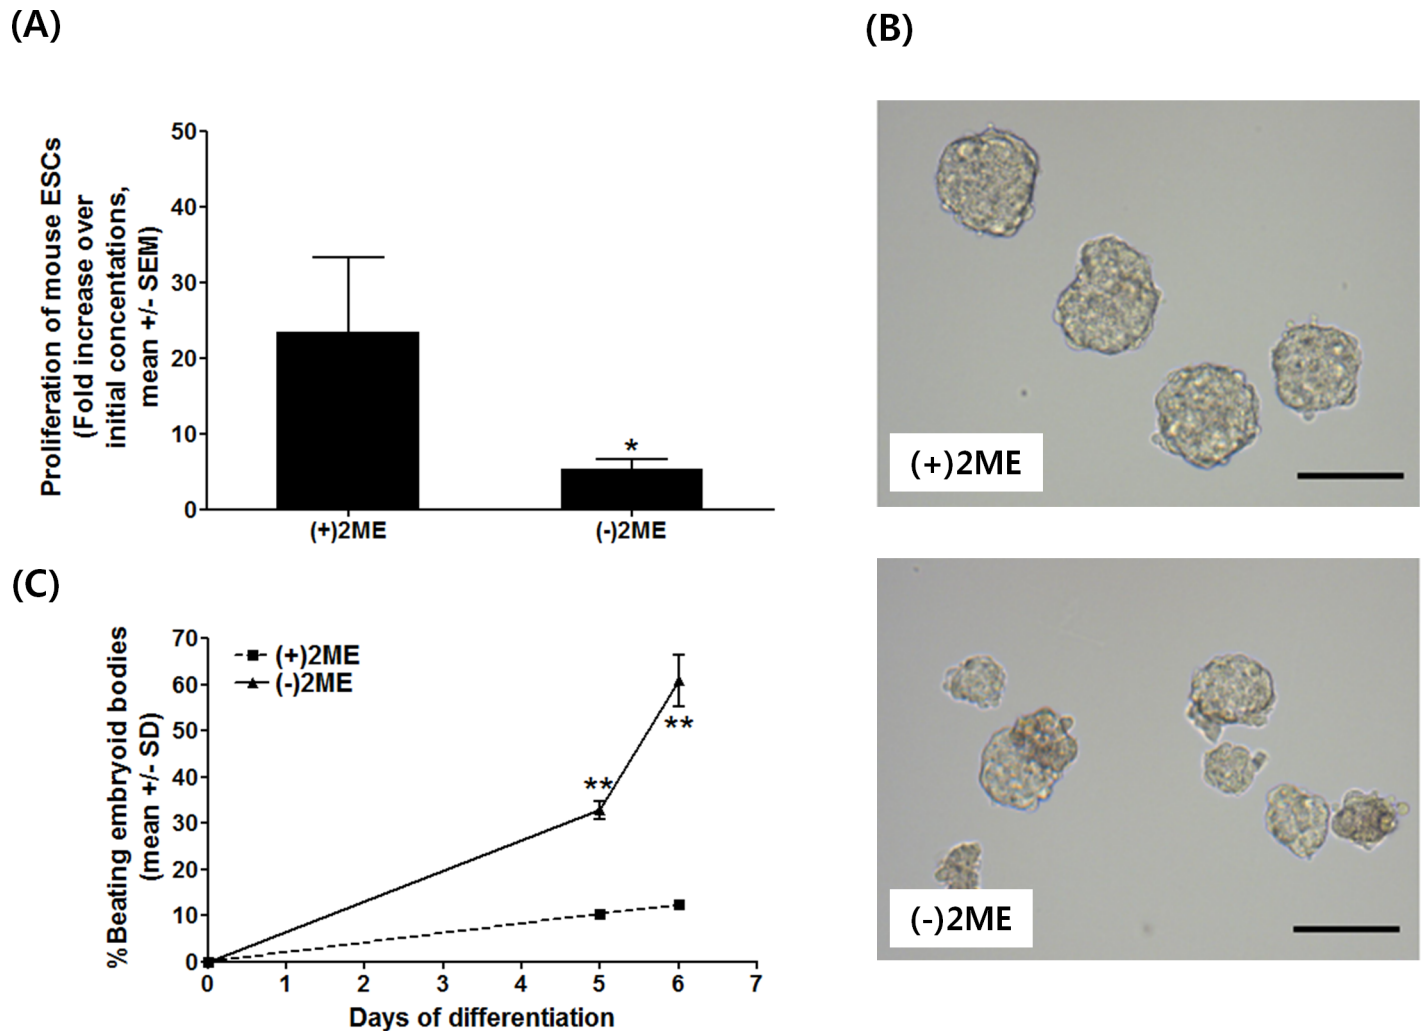 (A)
Proliferation of mouse ESCs
(Fold increase over
initial concentations,
mean +/- SEM)
50
40
30
20
10
0
*
(+)2ME
(-)2ME
(B)
(+)2ME
(-)2ME
(C)
%Beating embryoid bodies
(mean +/- SD)
70
60
50
40
30
20
10
0
(+)2ME
(-)2ME
**
**
0 1 2 3 4 5 6 7
Days of differentiation